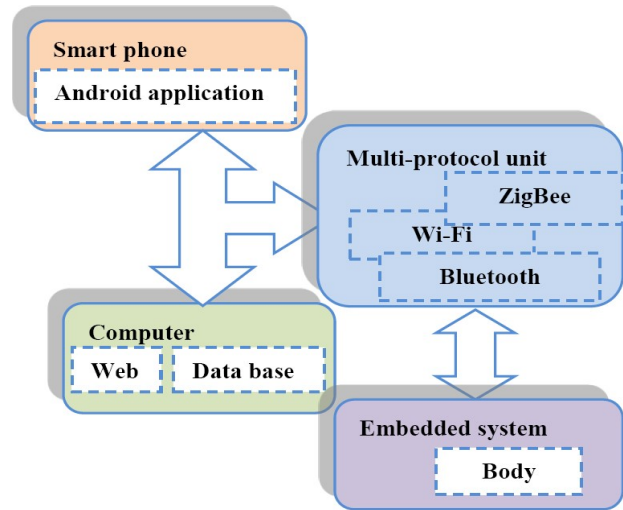 Smart phone
Android application
Multi-protocol unit
ZigBee
Wi-Fi
Bluetooth
Computer
Web
Data base
Embedded system
Body